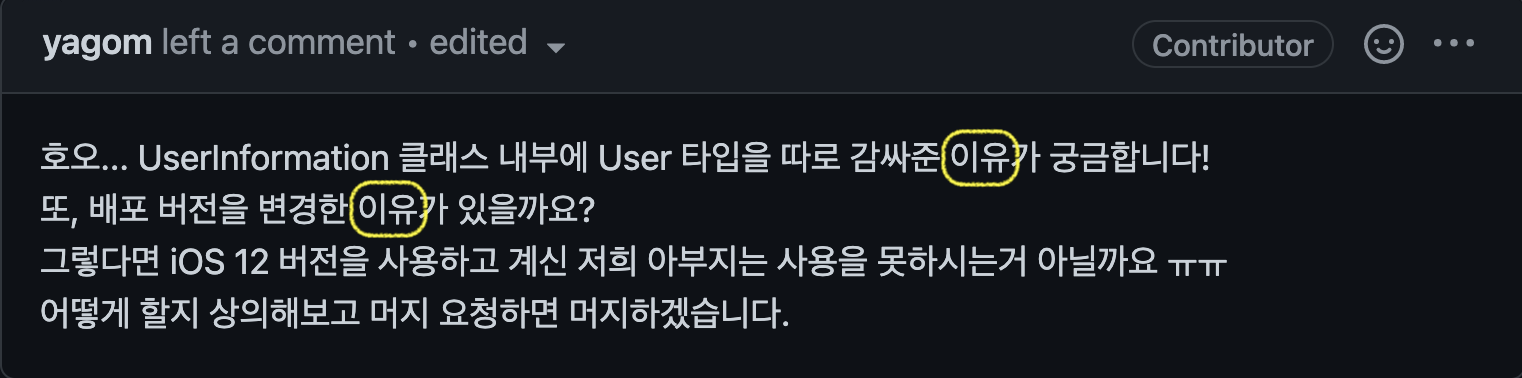 yagom left a comment • edited
Contributor
호오... UserInformation 클래스 내부에 User 타입을 따로 감싸준 이유가 궁금합니다!
또, 배포 버전을 변경한 이유가 있을까요?
그렇다면 iOS 12 버전을 사용하고 계신 저희 아부지는 사용을 못하시는거 아닐까요 ㅠㅠ
어떻게 할지 상의해보고 머지 요청하면 머지하겠습니다.